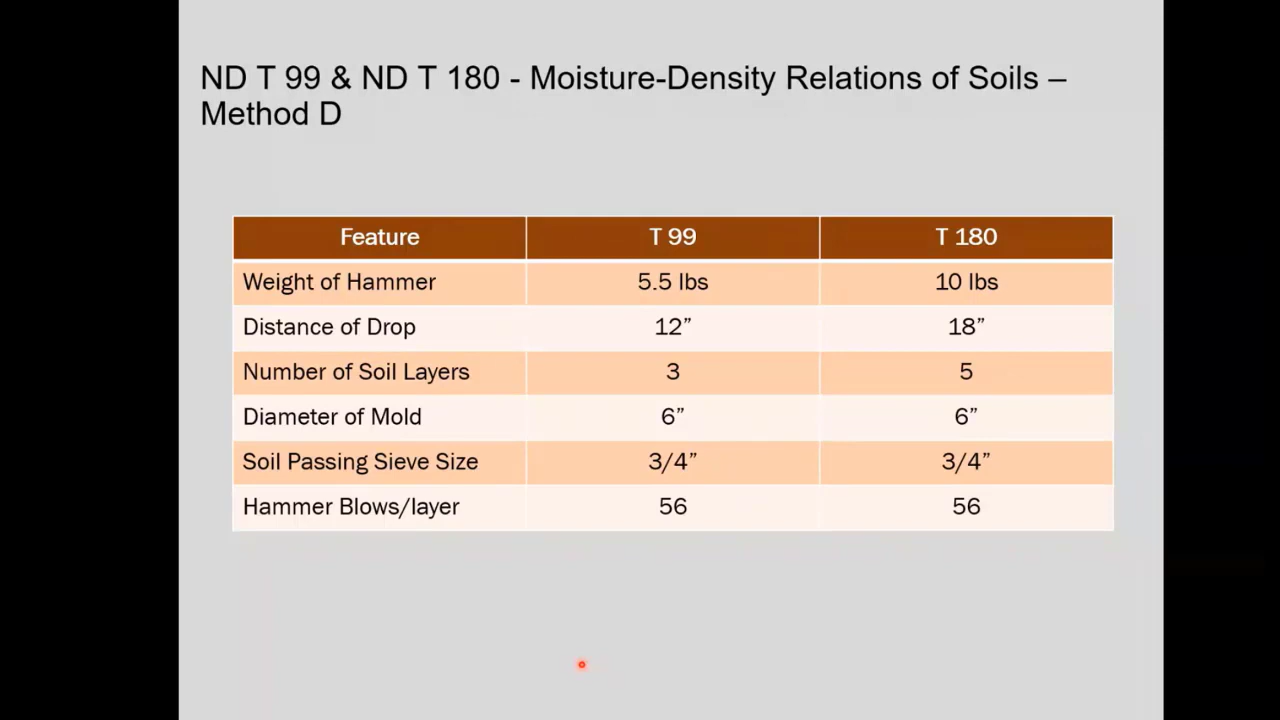 ND T 99 & ND T 180 - Moisture-Density Relations of Soils –
Method D
Feature T 99 T 180
Weight of Hammer 5.5 lbs 10 lbs
Distance of Drop 12” 18”
Number of Soil Layers 3 5
Diameter of Mold 6” 6”
Soil Passing Sieve Size 3/4” 3/4”
Hammer Blows/layer 56 56